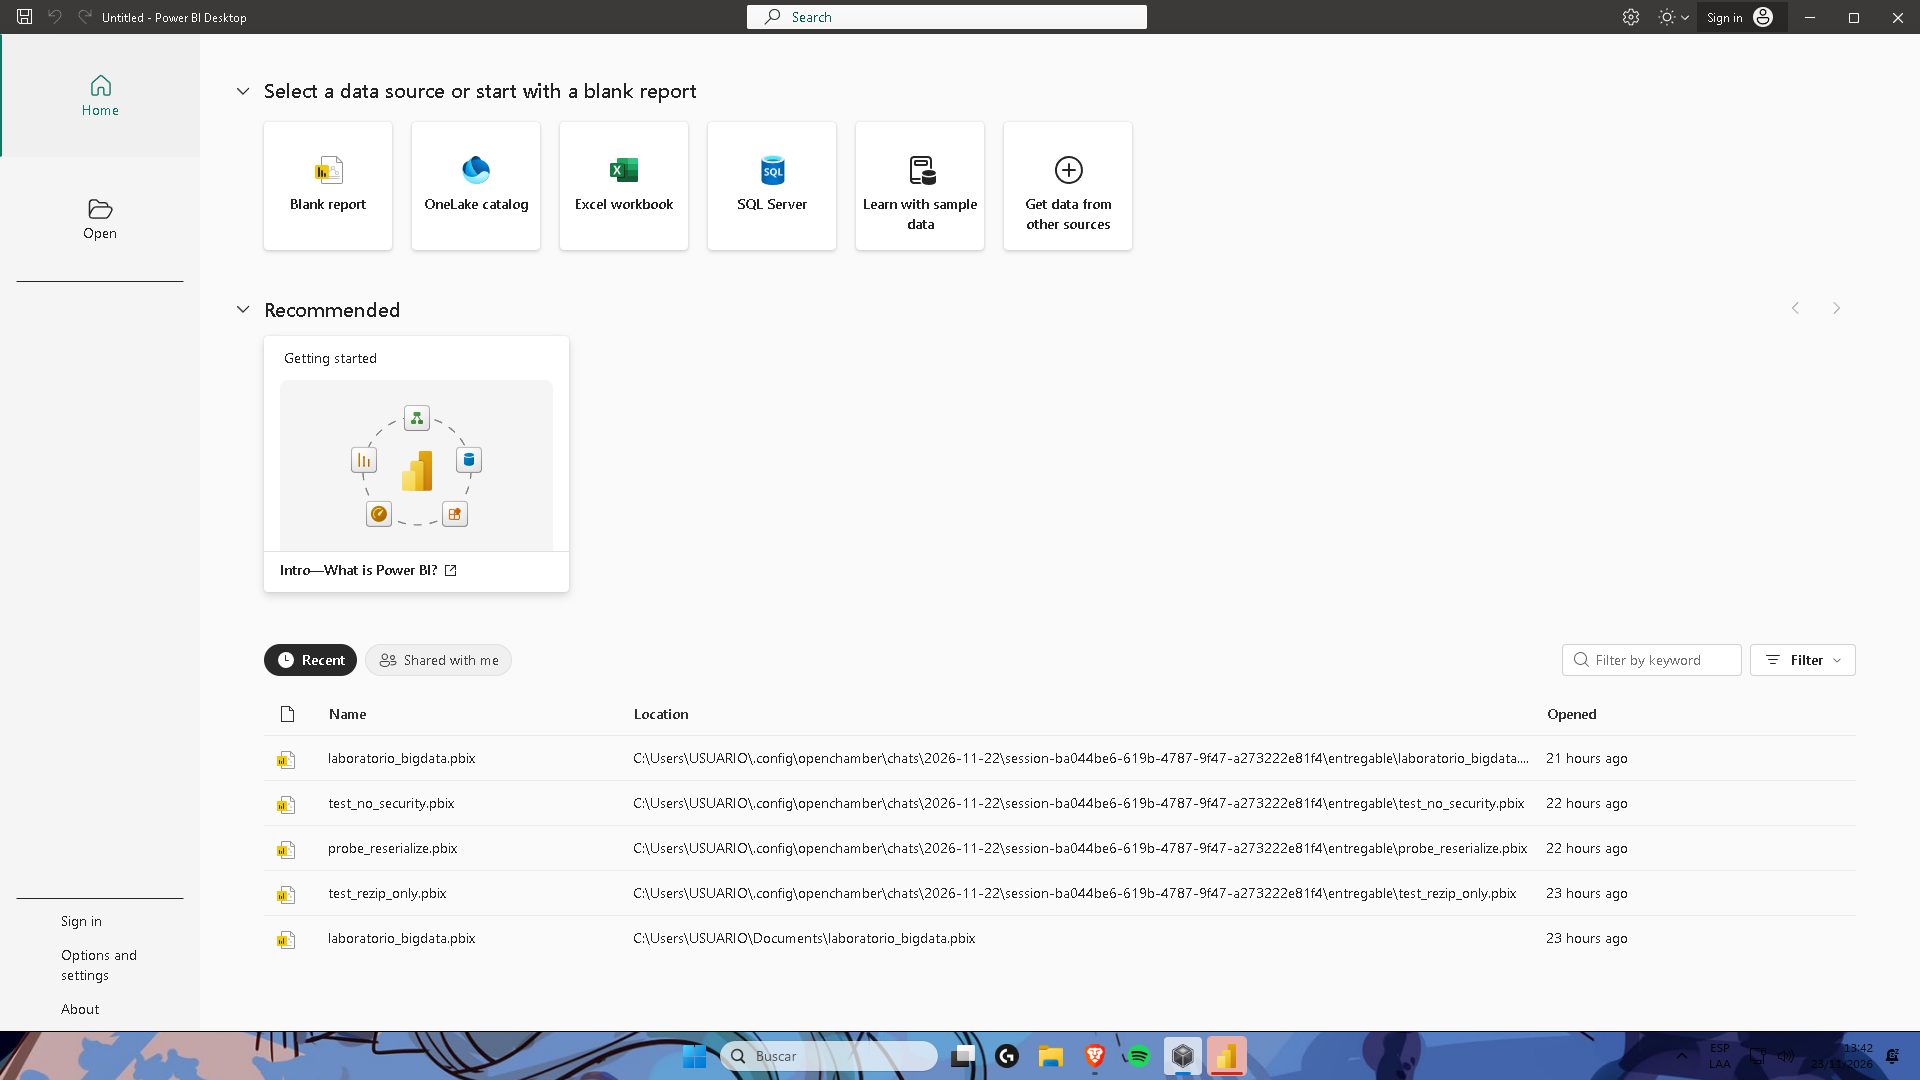 Untitled - Power BI Desktop
Search
Sign in
Home
Open
Select a data source or start with a blank report
Blank report
OneLake catalog
Excel workbook
SQL
SQL Server
Learn with sample
data
Get data from
other sources
Recommended
Getting started
Intro—What is Power BI?
Recent
Shared with me
Filter by keyword
Filter
Name
Location
Opened
laboratorio_bigdata.pbix
C:\Users\USUARIO\.config\openchamber\chats\2026-11-22\session-ba044be6-619b-4787-9f47-a273222e81f4\entregable\laboratorio_bigdata....
21 hours ago
test_no_security.pbix
C:\Users\USUARIO\.config\openchamber\chats\2026-11-22\session-ba044be6-619b-4787-9f47-a273222e81f4\entregable\test_no_security.pbix
22 hours ago
probe_reserialize.pbix
C:\Users\USUARIO\.config\openchamber\chats\2026-11-22\session-ba044be6-619b-4787-9f47-a273222e81f4\entregable\probe_reserialize.pbix
22 hours ago
test_rezip_only.pbix
C:\Users\USUARIO\.config\openchamber\chats\2026-11-22\session-ba044be6-619b-4787-9f47-a273222e81f4\entregable\test_rezip_only.pbix
23 hours ago
laboratorio_bigdata.pbix
C:\Users\USUARIO\Documents\laboratorio_bigdata.pbix
23 hours ago
Sign in
Options and
settings
About
Buscar
ESP
LAA
13:42
23/11/2026